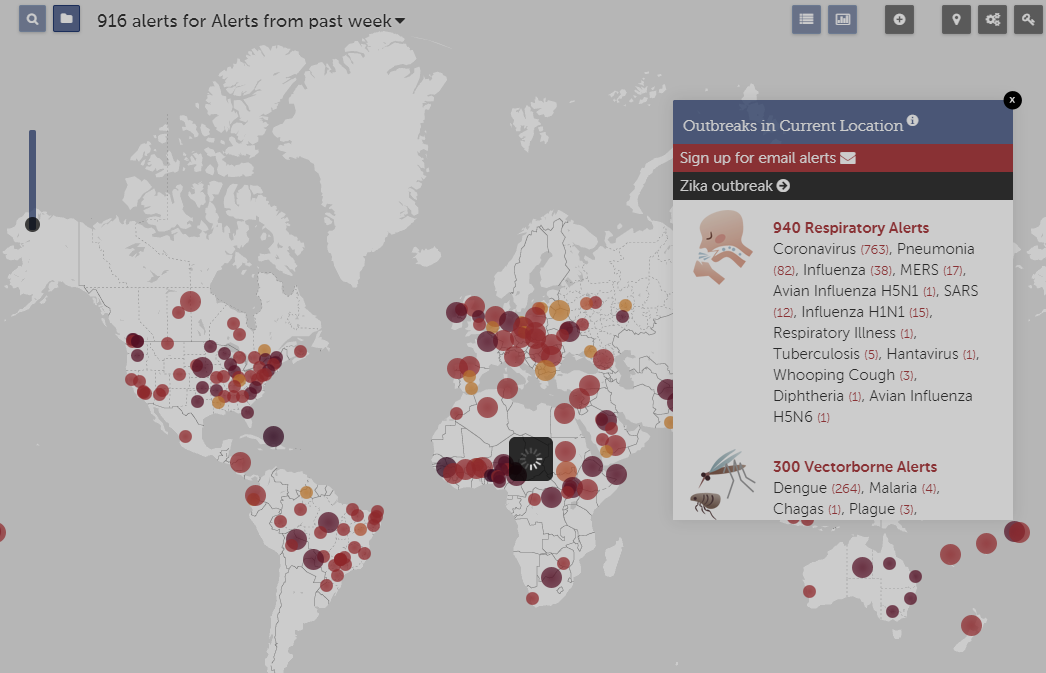 916 alerts for Alerts from past week
x
Outbreaks in Current Location
Sign up for email alerts
Zika outbreak
940 Respiratory Alerts
Coronavirus (763), Pneumonia
(82), Influenza (38), MERS (17),
Avian Influenza H5N1 (1), SARS
(12), Influenza H1N1 (15),
Respiratory Illness (1),
Tuberculosis (5), Hantavirus (1),
Whooping Cough (3),
Diphtheria (1), Avian Influenza
H5N6 (1)
300 Vectorborne Alerts
Dengue (264), Malaria (4),
Chagas (1), Plague (3),